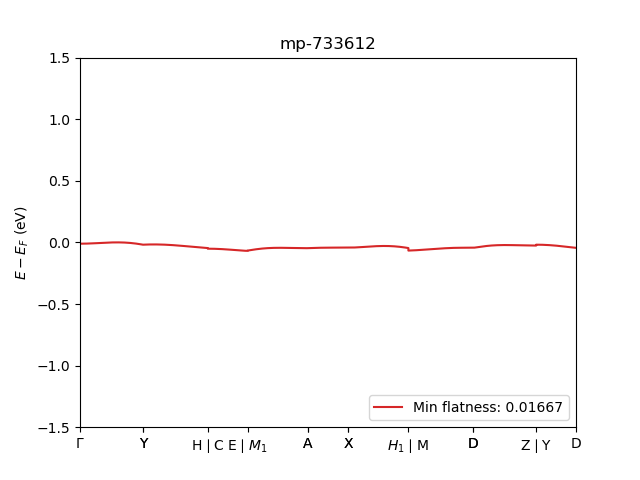 mp-733612
E − E_F (eV)
1.5
1.0
0.5
0.0
−0.5
−1.0
−1.5
Min flatness: 0.01667
Γ Y H | C E | M₁ A X H₁ | M D Z | Y D